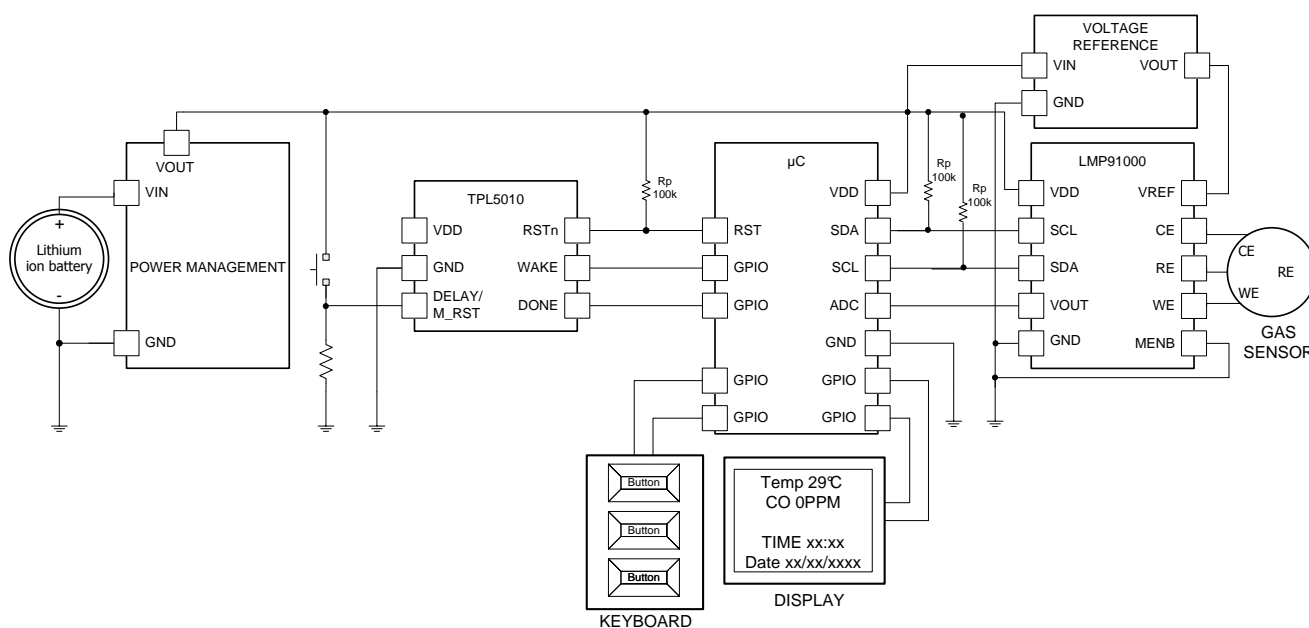 VOLTAGE
REFERENCE
VIN
VOUT
GND
VOUT
VIN
POWER MANAGEMENT
GND
+
Lithium
ion battery
-
TPL5010
VDD
RSTn
GND
WAKE
DELAY/
M_RST
DONE
Rp
100k
µC
VDD
RST
SDA
GPIO
SCL
GPIO
ADC
GND
GPIO
GPIO
GPIO
GPIO
Rp
100k
Rp
100k
LMP91000
VDD
VREF
SCL
CE
SDA
RE
VOUT
WE
GND
MENB
CE
RE
WE
GAS
SENSOR
Button
Button
Button
KEYBOARD
Temp 29°C
CO 0PPM
TIME xx:xx
Date xx/xx/xxxx
DISPLAY